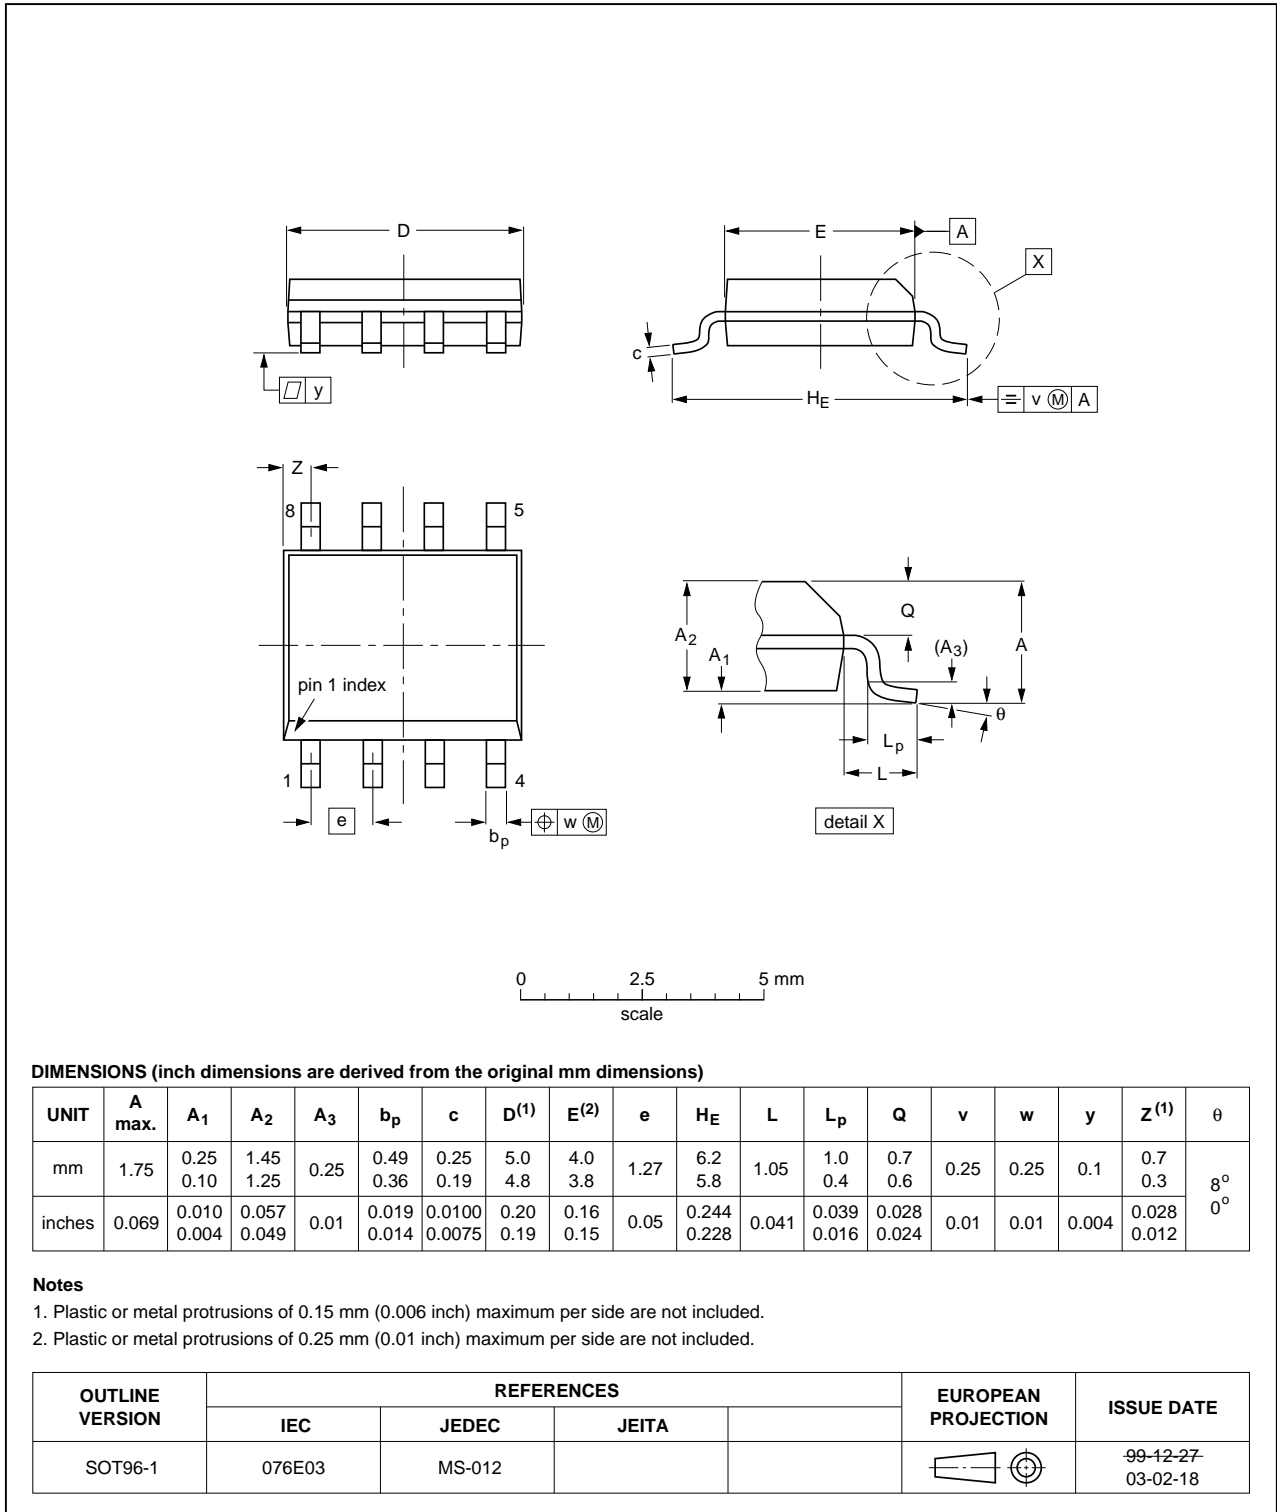 D
E
A
X
c
y
HE
v M A
Z
8
5
pin 1 index
1
4
e
bp
w M
A2
A1
Q
(A3)
A
θ
Lp
L
detail X
0 2.5 5 mm
scale
DIMENSIONS (inch dimensions are derived from the original mm dimensions)
UNIT A max. A1 A2 A3 bp c D(1) E(2) e HE L Lp Q v w y Z(1) θ
mm 1.75 0.25 0.10 1.45 1.25 0.25 0.49 0.36 0.25 0.19 5.0 4.8 4.0 3.8 1.27 6.2 5.8 1.05 1.0 0.4 0.7 0.6 0.25 0.25 0.1 0.7 0.3 8° 0°
inches 0.069 0.010 0.004 0.057 0.049 0.01 0.019 0.014 0.0100 0.0075 0.20 0.19 0.16 0.15 0.05 0.244 0.228 0.041 0.039 0.016 0.028 0.024 0.01 0.01 0.004 0.028 0.012
Notes
1. Plastic or metal protrusions of 0.15 mm (0.006 inch) maximum per side are not included.
2. Plastic or metal protrusions of 0.25 mm (0.01 inch) maximum per side are not included.
OUTLINE VERSION REFERENCES EUROPEAN PROJECTION ISSUE DATE
IEC JEDEC JEITA
SOT96-1 076E03 MS-012 99-12-27
03-02-18